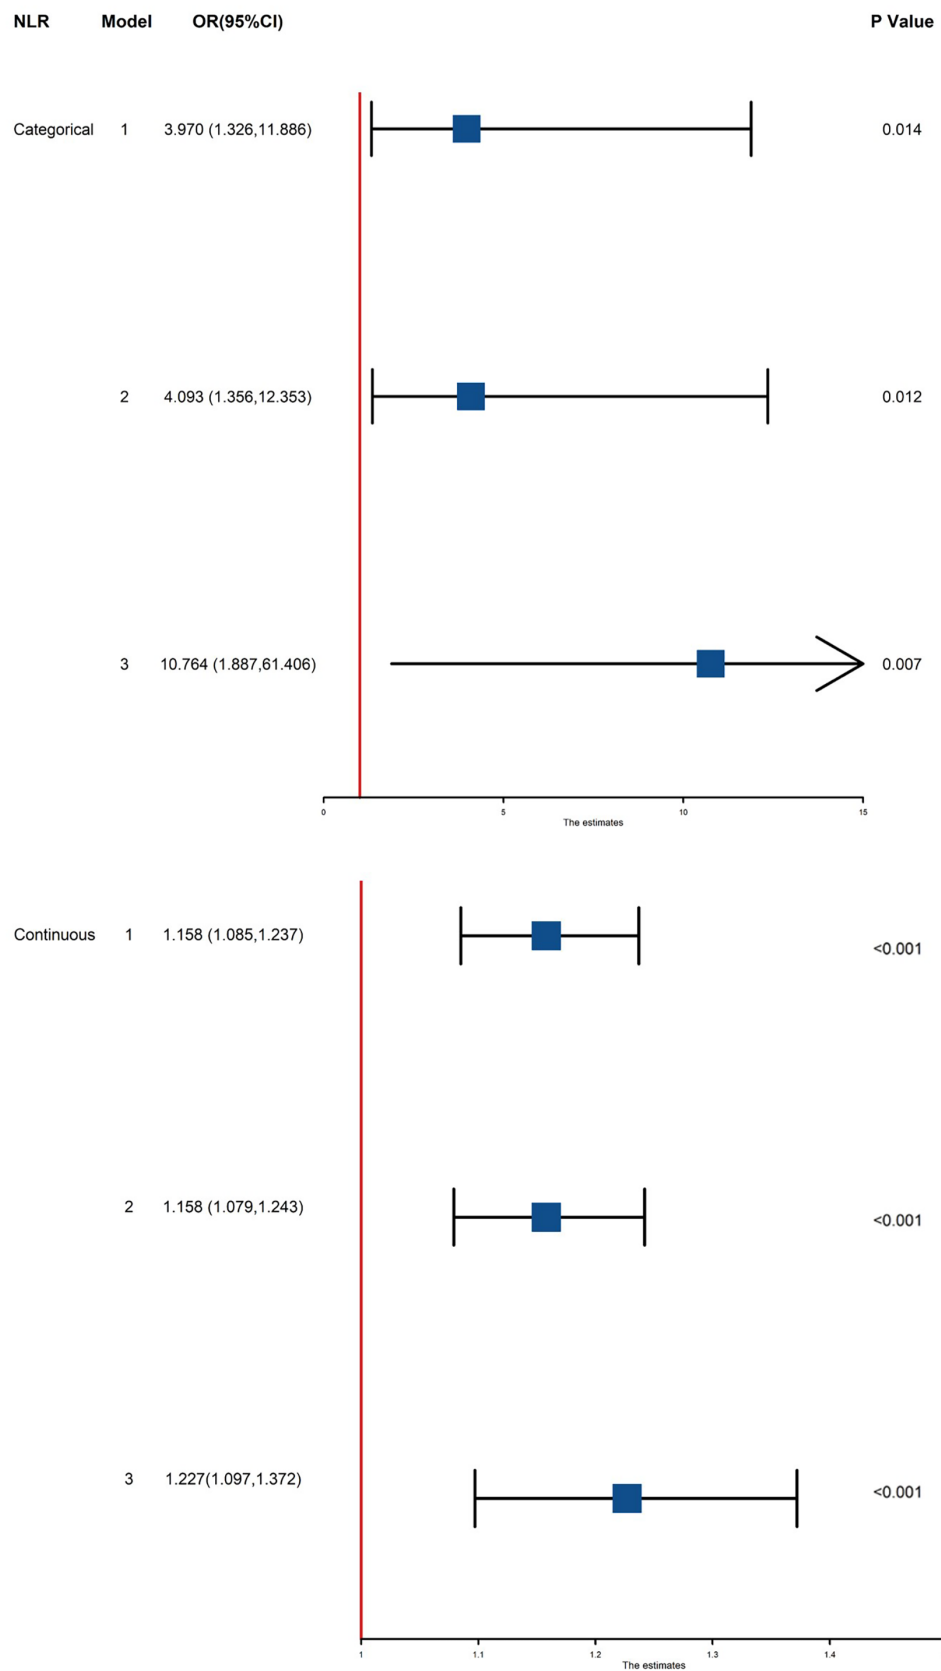 NLR Model OR(95%CI) P Value
Categorical 1 3.970 (1.326,11.886) 0.014
2 4.093 (1.356,12.353) 0.012
3 10.764 (1.887,61.406) 0.007
0 5 10 15
The estimates
Continuous 1 1.158 (1.085,1.237) <0.001
2 1.158 (1.079,1.243) <0.001
3 1.227(1.097,1.372) <0.001
1 1.1 1.2 1.3 1.4
The estimates